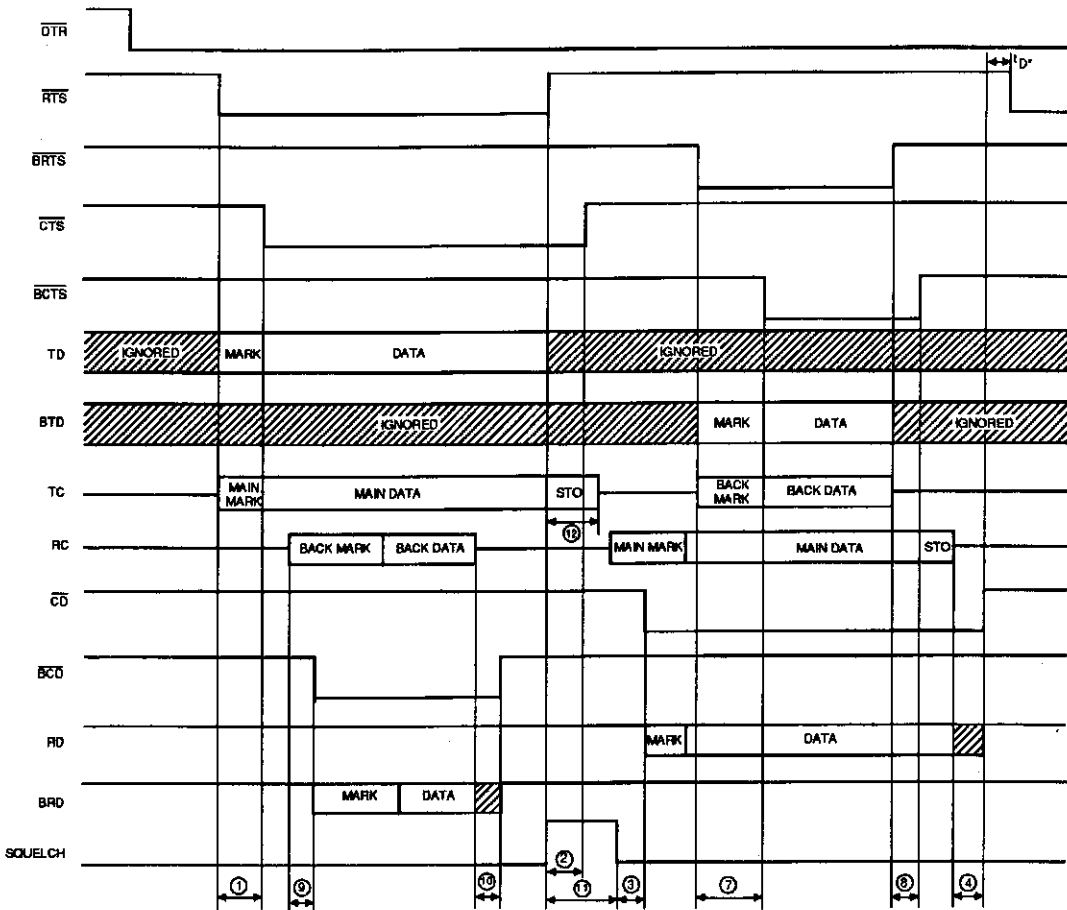 DTR
tD*
RTS
BRTS
CTS
BCTS
TD IGNORED MARK DATA IGNORED
BTD IGNORED MARK DATA IGNORED
TC MAIN MARK MAIN DATA STO BACK MARK BACK DATA
12
RC BACK MARK BACK DATA MAIN MARK MAIN DATA STO
CD
BCD
RD MARK DATA
BRD MARK DATA
SQUELCH
1 9 10 2 11 3 7 8 4